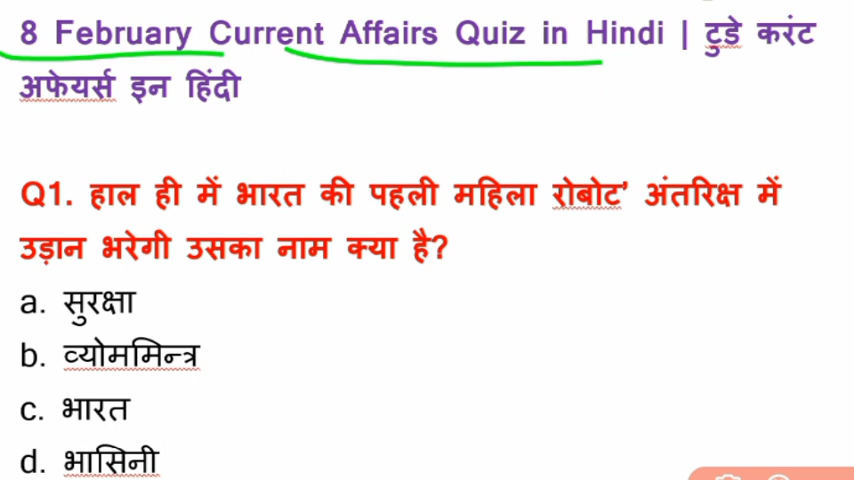 8 February Current Affairs Quiz in Hindi | टुडे करंट
अफेयर्स इन हिंदी
Q1. हाल ही में भारत की पहली महिला रोबोट’ अंतरिक्ष में
उड़ान भरेगी उसका नाम क्या है?
a. सुरक्षा
b. व्योममिन्त्र
c. भारत
d. भासिनी